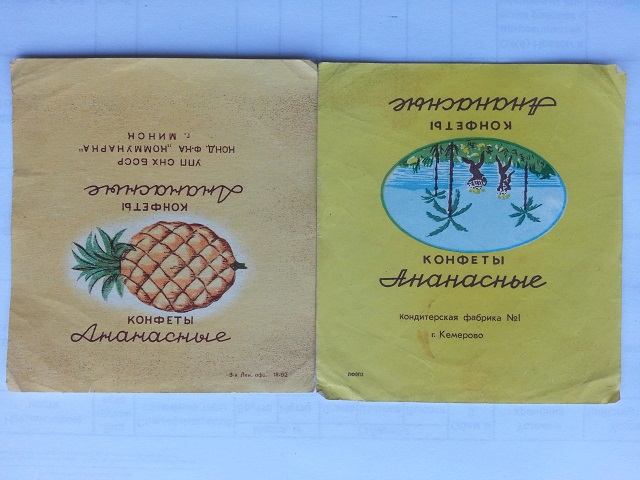 КОНФЕТЫ
Ананасные
УПП СНХ БССР
КОНД. Ф-КА „КОММУНАРКА"
г. МИНСК
КОНФЕТЫ
Ананасные
КОНФЕТЫ
Ананасные
КОНФЕТЫ
Ананасные
кондитерская фабрика №1
г. Кемерово